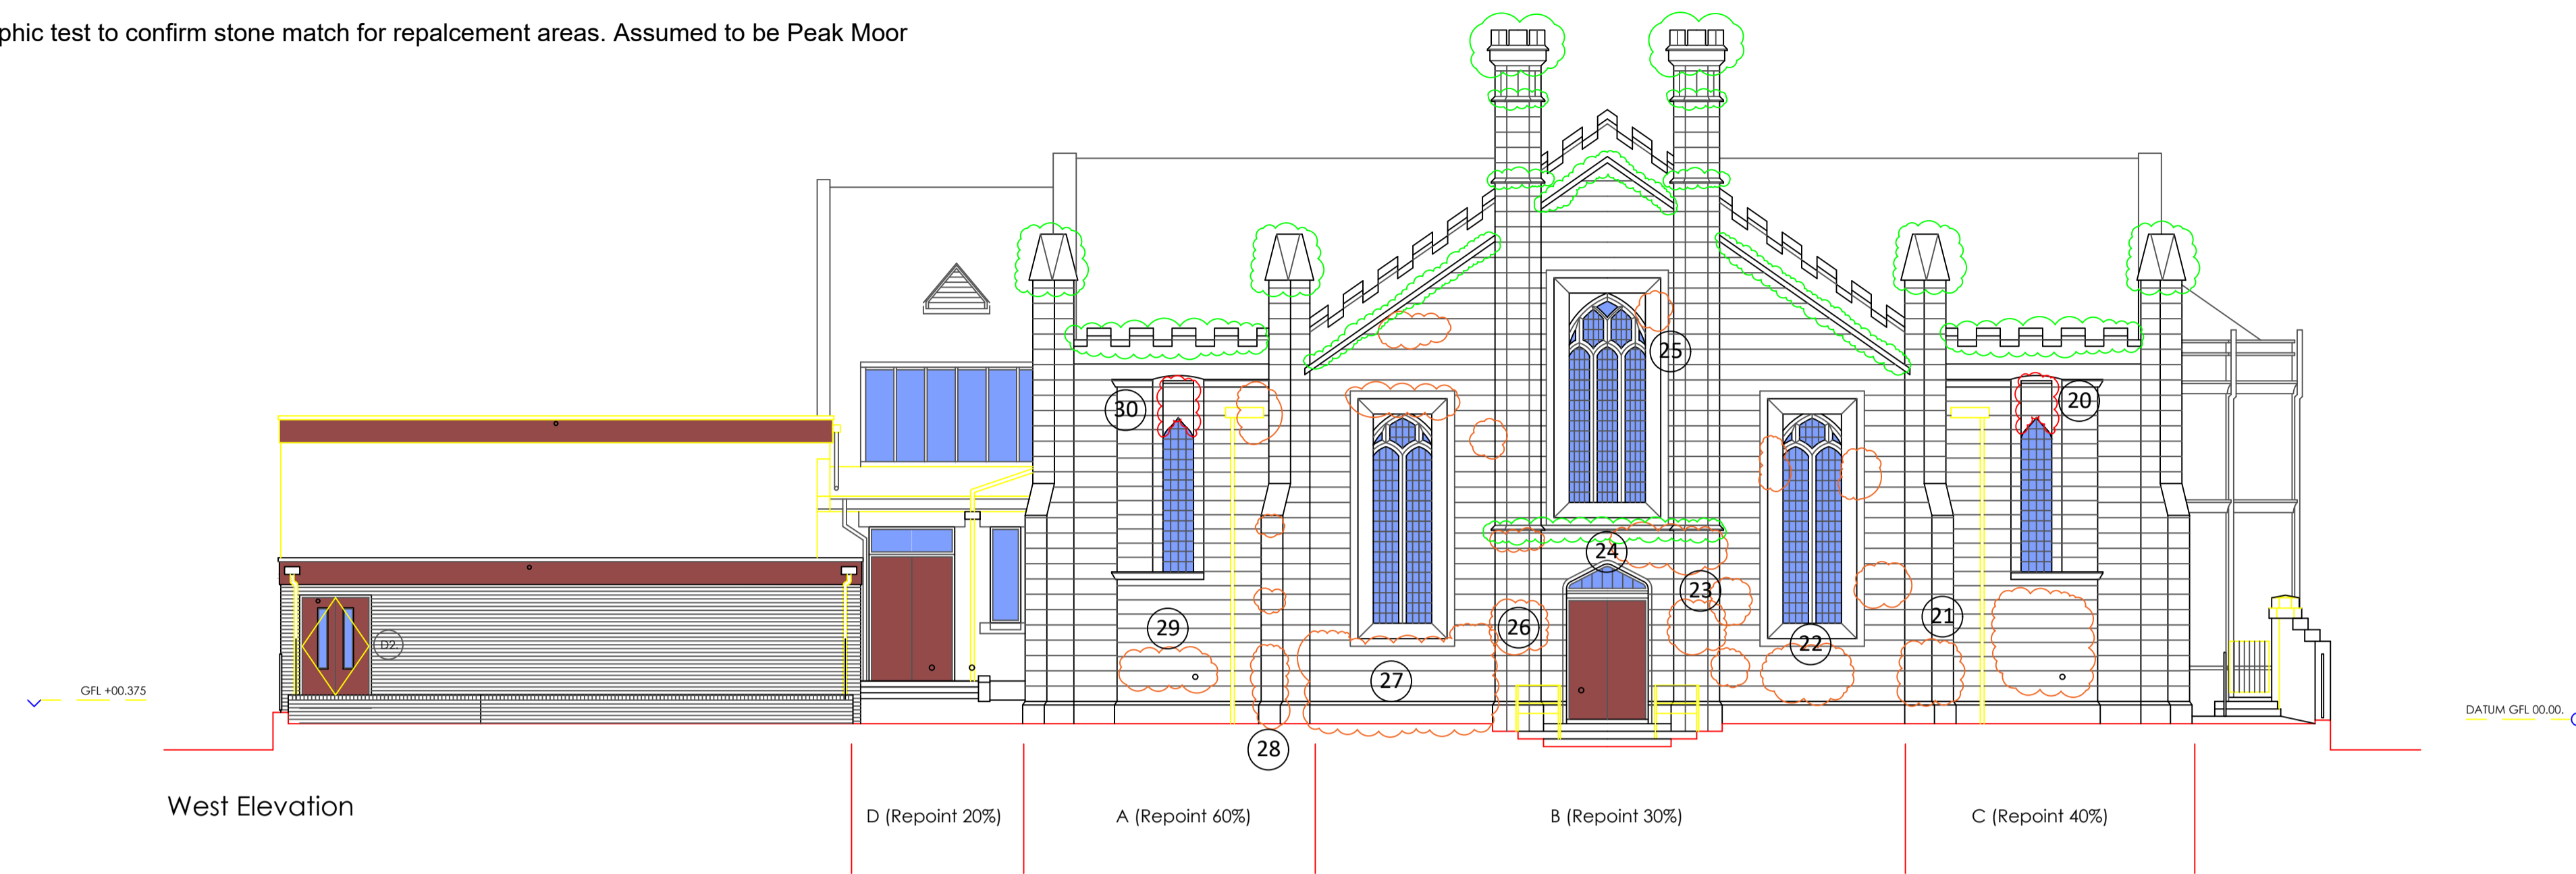 phic test to confirm stone match for repalcement areas. Assumed to be Peak Moor
25
30
20
24
23
21
26
29
22
D2.
27
GFL +00.375
DATUM GFL 00.00.
28
West Elevation
D (Repoint 20%)
A (Repoint 60%)
B (Repoint 30%)
C (Repoint 40%)